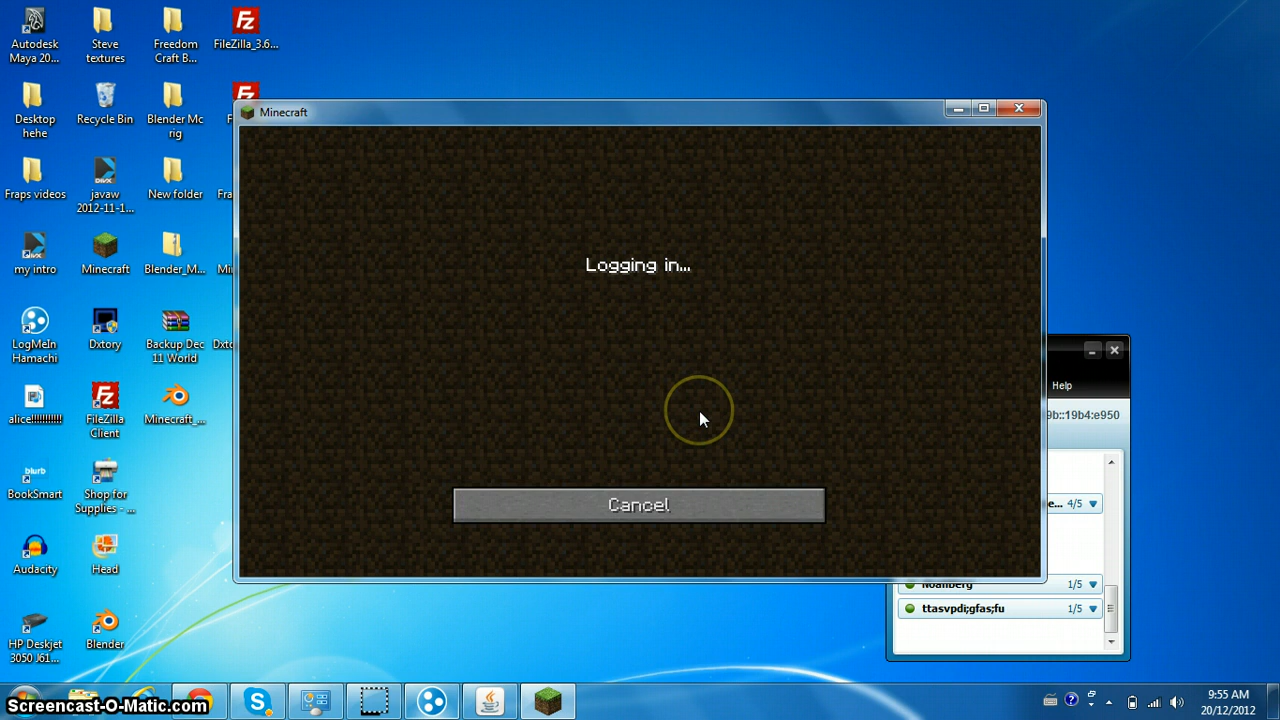 Autodesk
Maya 20...
Steve
textures
Freedom
Craft B...
FileZilla_3.6...
Desktop
hehe
Recycle Bin
Blender Mc
rig
Fraps videos
javaw
2012-11-1...
New folder
Fra
my intro
Minecraft
Blender_M...
LogMeIn
Hamachi
Dxtory
Backup Dec
11 World
alice!!!!!!!!!!!
FileZilla
Client
Minecraft_...
BookSmart
blurb
Shop for
Supplies - ...
Audacity
Head
HP Deskjet
3050 J61...
Blender
Minecraft
Logging in...
Cancel
Help
9b::19b4:e950
e... 4/5
1/5
ttasvpdi;gfas;fu 1/5
Screencast-O-Matic.com
9:55 AM
20/12/2012